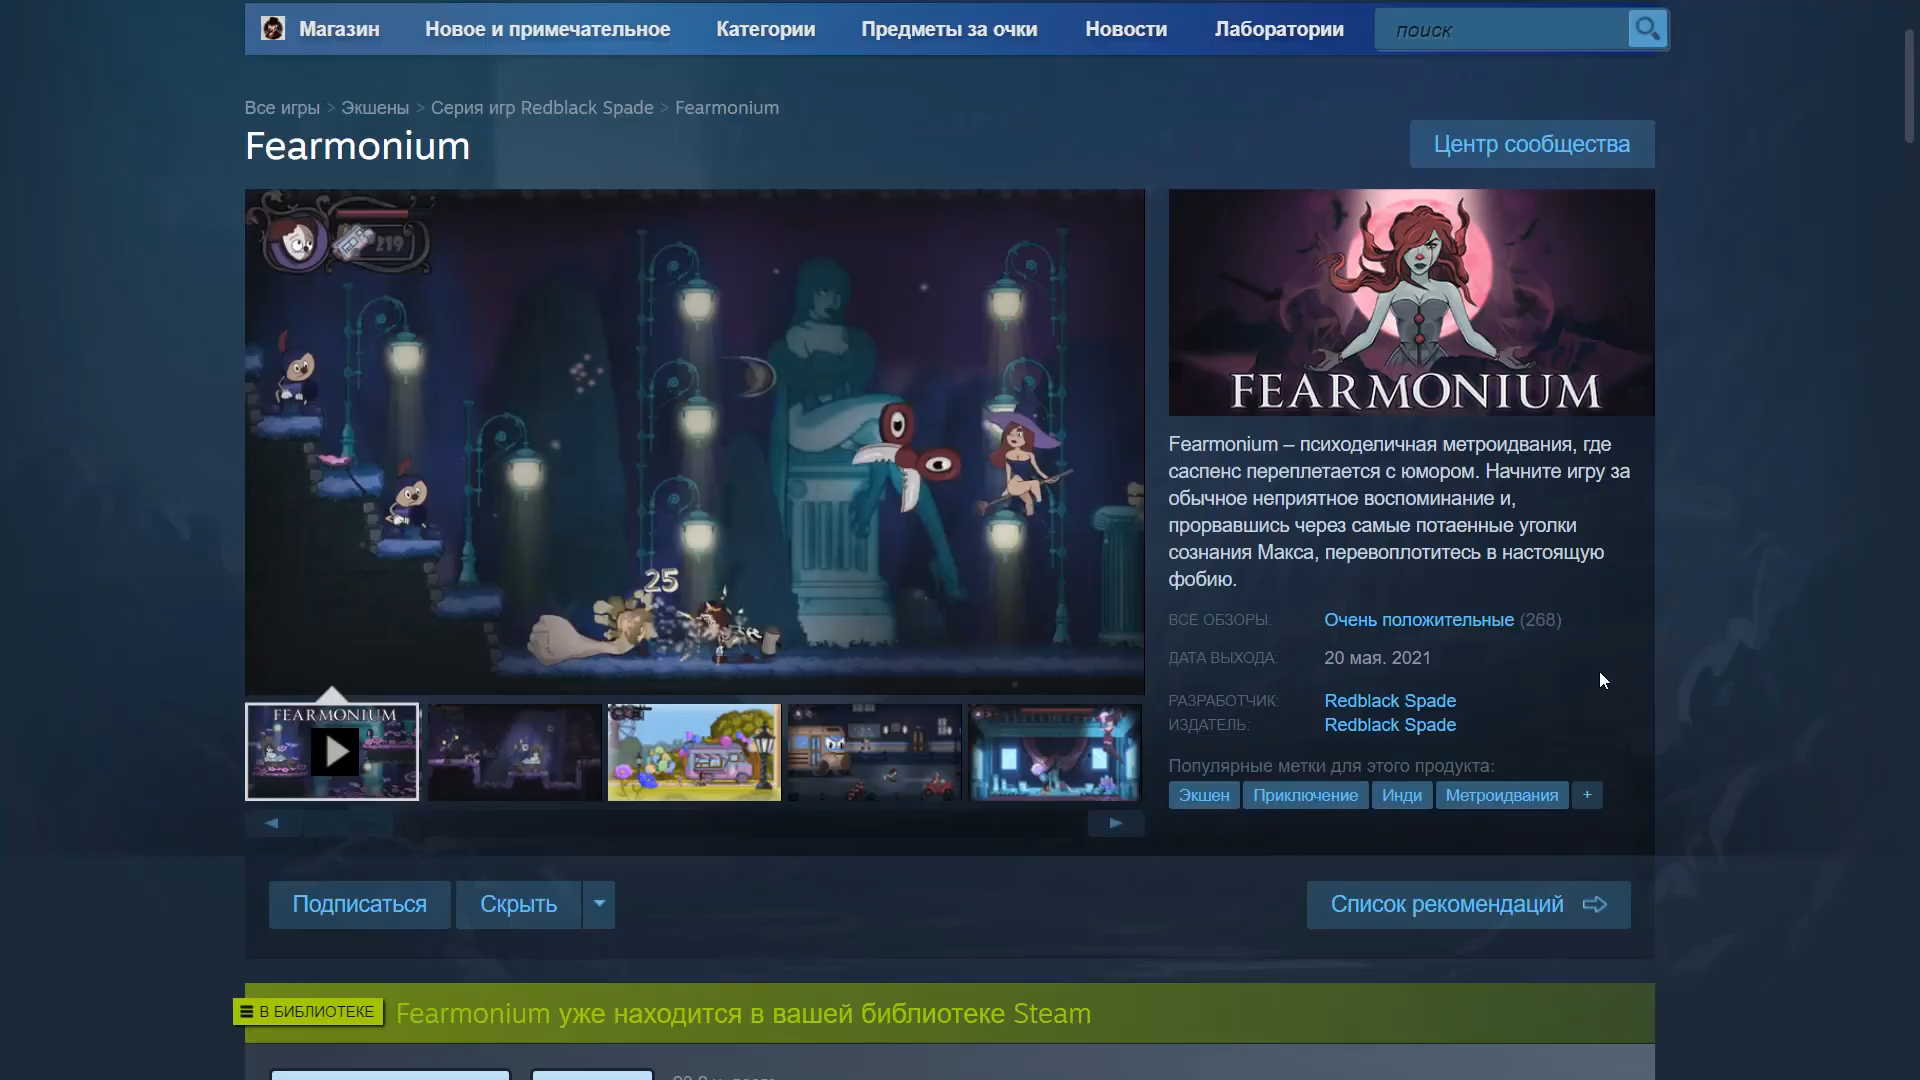 Магазин Новое и примечательное Категории Предметы за очки Новости Лаборатории поиск
Все игры > Экшены > Серия игр Redblack Spade > Fearmonium
Fearmonium
Центр сообщества
219
25
FEARMONIUM
Fearmonium – психоделичная метроидвания, где
саспенс переплетается с юмором. Начните игру за
обычное неприятное воспоминание и,
прорвавшись через самые потаенные уголки
сознания Макса, перевоплотитесь в настоящую
фобию.
ВСЕ ОБЗОРЫ: Очень положительные (268)
ДАТА ВЫХОДА: 20 мая. 2021
РАЗРАБОТЧИК: Redblack Spade
ИЗДАТЕЛЬ: Redblack Spade
Популярные метки для этого продукта:
Экшен Приключение Инди Метроидвания +
FEARMONIUM
Подписаться Скрыть Список рекомендаций
В БИБЛИОТЕКЕ Fearmonium уже находится в вашей библиотеке Steam